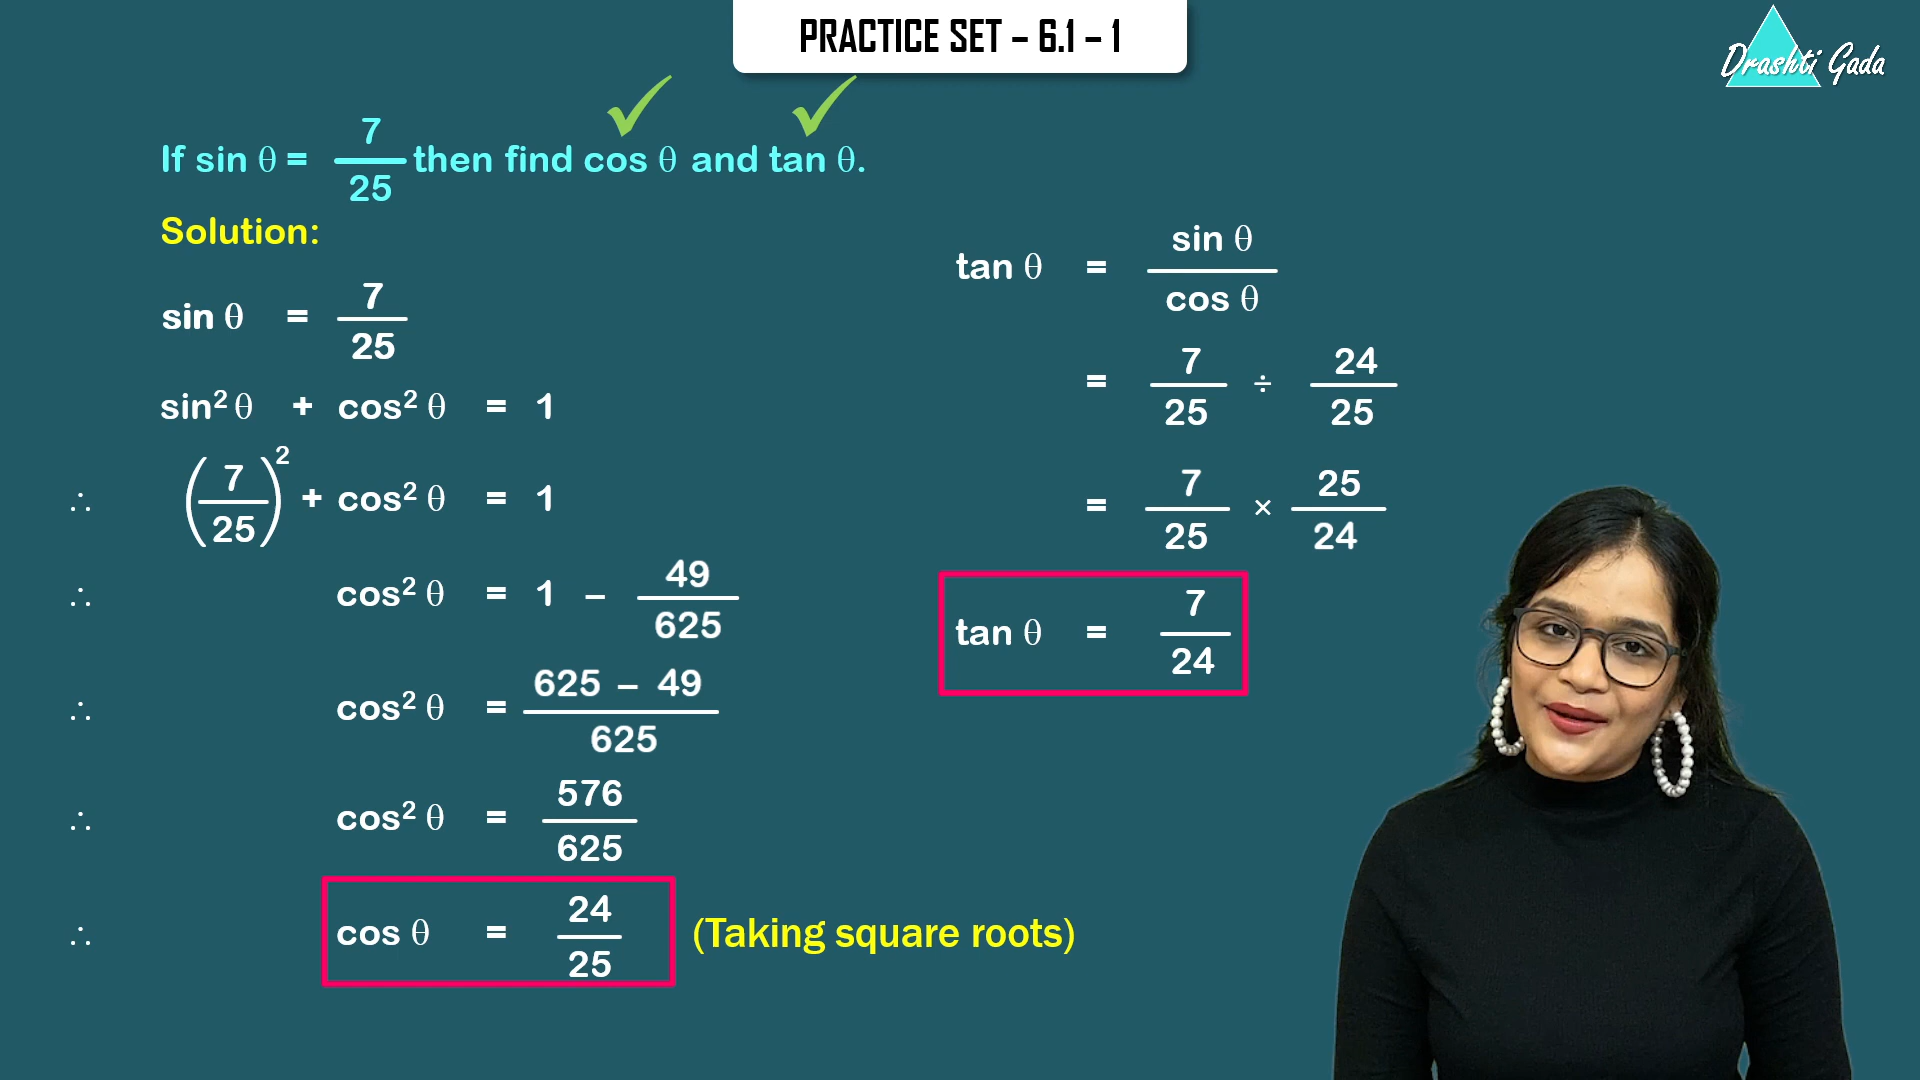 PRACTICE SET – 6.1 – 1
Drashti Gada
If sin θ = 7/25 then find cos θ and tan θ.
Solution:
sin θ = 7/25
sin² θ + cos² θ = 1
∴ (7/25)² + cos² θ = 1
∴ cos² θ = 1 – 49/625
∴ cos² θ = 625 – 49/625
∴ cos² θ = 576/625
∴ cos θ = 24/25 (Taking square roots)
tan θ = sin θ/cos θ
= 7/25 ÷ 24/25
= 7/25 × 25/24
tan θ = 7/24